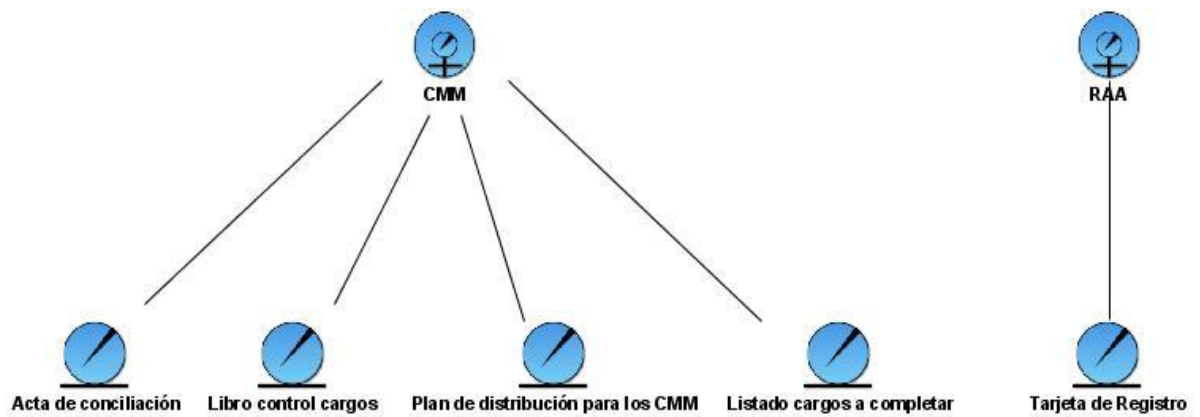 CMM
RAA
Acta de conciliación
Libro control cargos
Plan de distribución para los CMM
Listado cargos a completar
Tarjeta de Registro